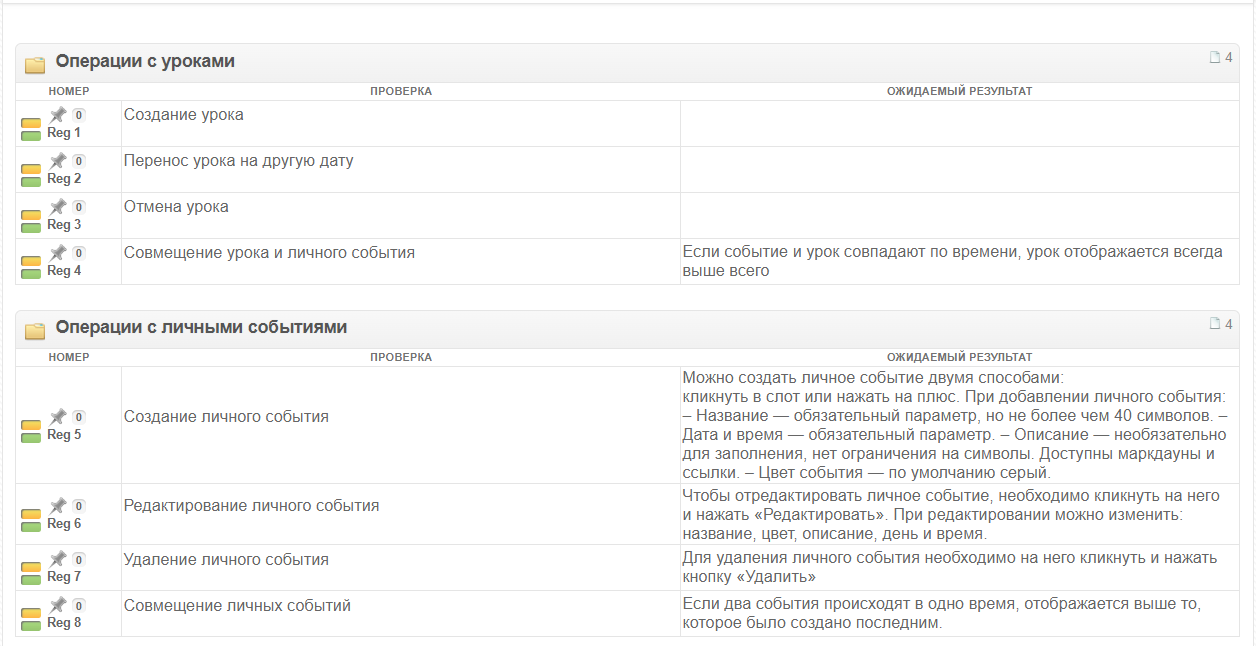 Операции с уроками
4
НОМЕР ПРОВЕРКА ОЖИДАЕМЫЙ РЕЗУЛЬТАТ
0
Reg 1
Создание урока
0
Reg 2
Перенос урока на другую дату
0
Reg 3
Отмена урока
0
Reg 4
Совмещение урока и личного события
Если событие и урок совпадают по времени, урок отображается всегда
выше всего
Операции с личными событиями
4
НОМЕР ПРОВЕРКА ОЖИДАЕМЫЙ РЕЗУЛЬТАТ
0
Reg 5
Создание личного события
Можно создать личное событие двумя способами:
кликнуть в слот или нажать на плюс. При добавлении личного события:
– Название — обязательный параметр, но не более чем 40 символов. –
Дата и время — обязательный параметр. – Описание — необязательно
для заполнения, нет ограничения на символы. Доступны маркдауны и
ссылки. – Цвет события — по умолчанию серый.
0
Reg 6
Редактирование личного события
Чтобы отредактировать личное событие, необходимо кликнуть на него
и нажать «Редактировать». При редактировании можно изменить:
название, цвет, описание, день и время.
0
Reg 7
Удаление личного события
Для удаления личного события необходимо на него кликнуть и нажать
кнопку «Удалить»
0
Reg 8
Совмещение личных событий
Если два события происходят в одно время, отображается выше то,
которое было создано последним.